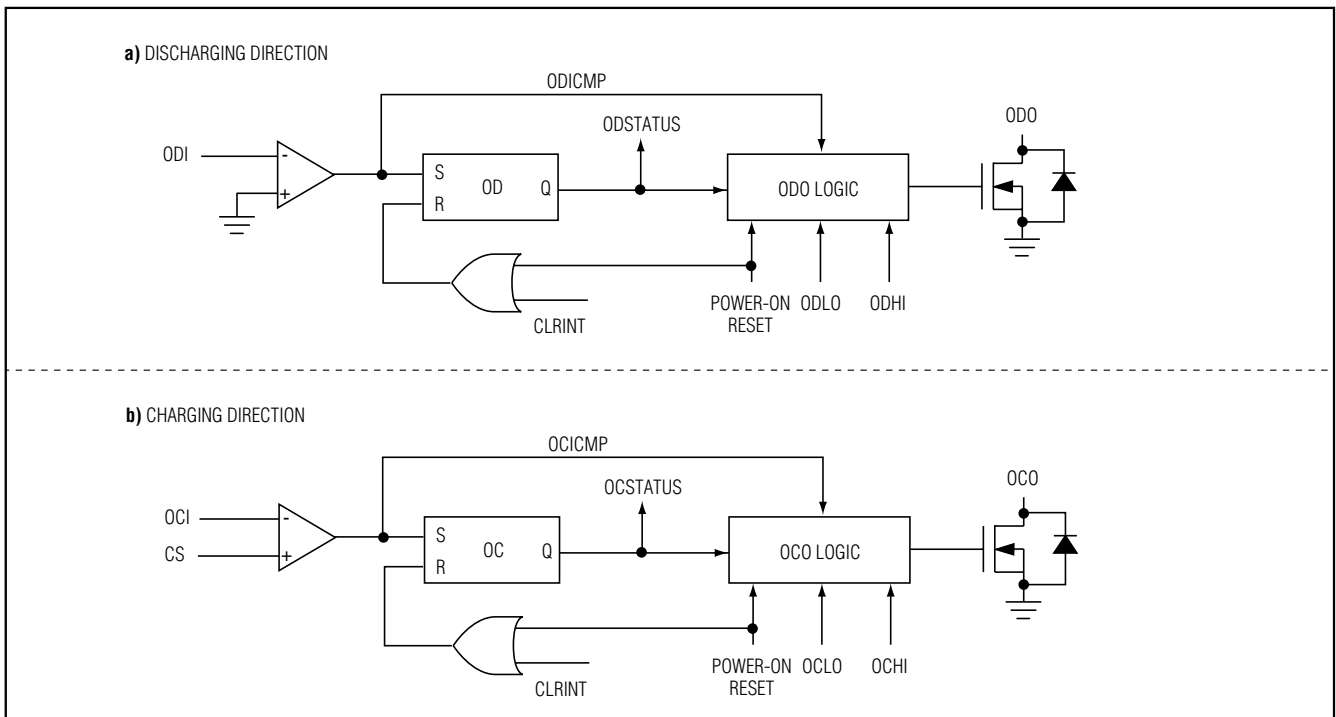 a) DISCHARGING DIRECTION
ODICMP
ODO
ODSTATUS
ODI
-
+
S
R
OD
Q
ODO LOGIC
POWER-ON
RESET
ODLO
ODHI
CLRINT
b) CHARGING DIRECTION
OCICMP
OCO
OCSTATUS
OCI
-
CS
+
S
R
OC
Q
OCO LOGIC
POWER-ON
RESET
OCLO
OCHI
CLRINT